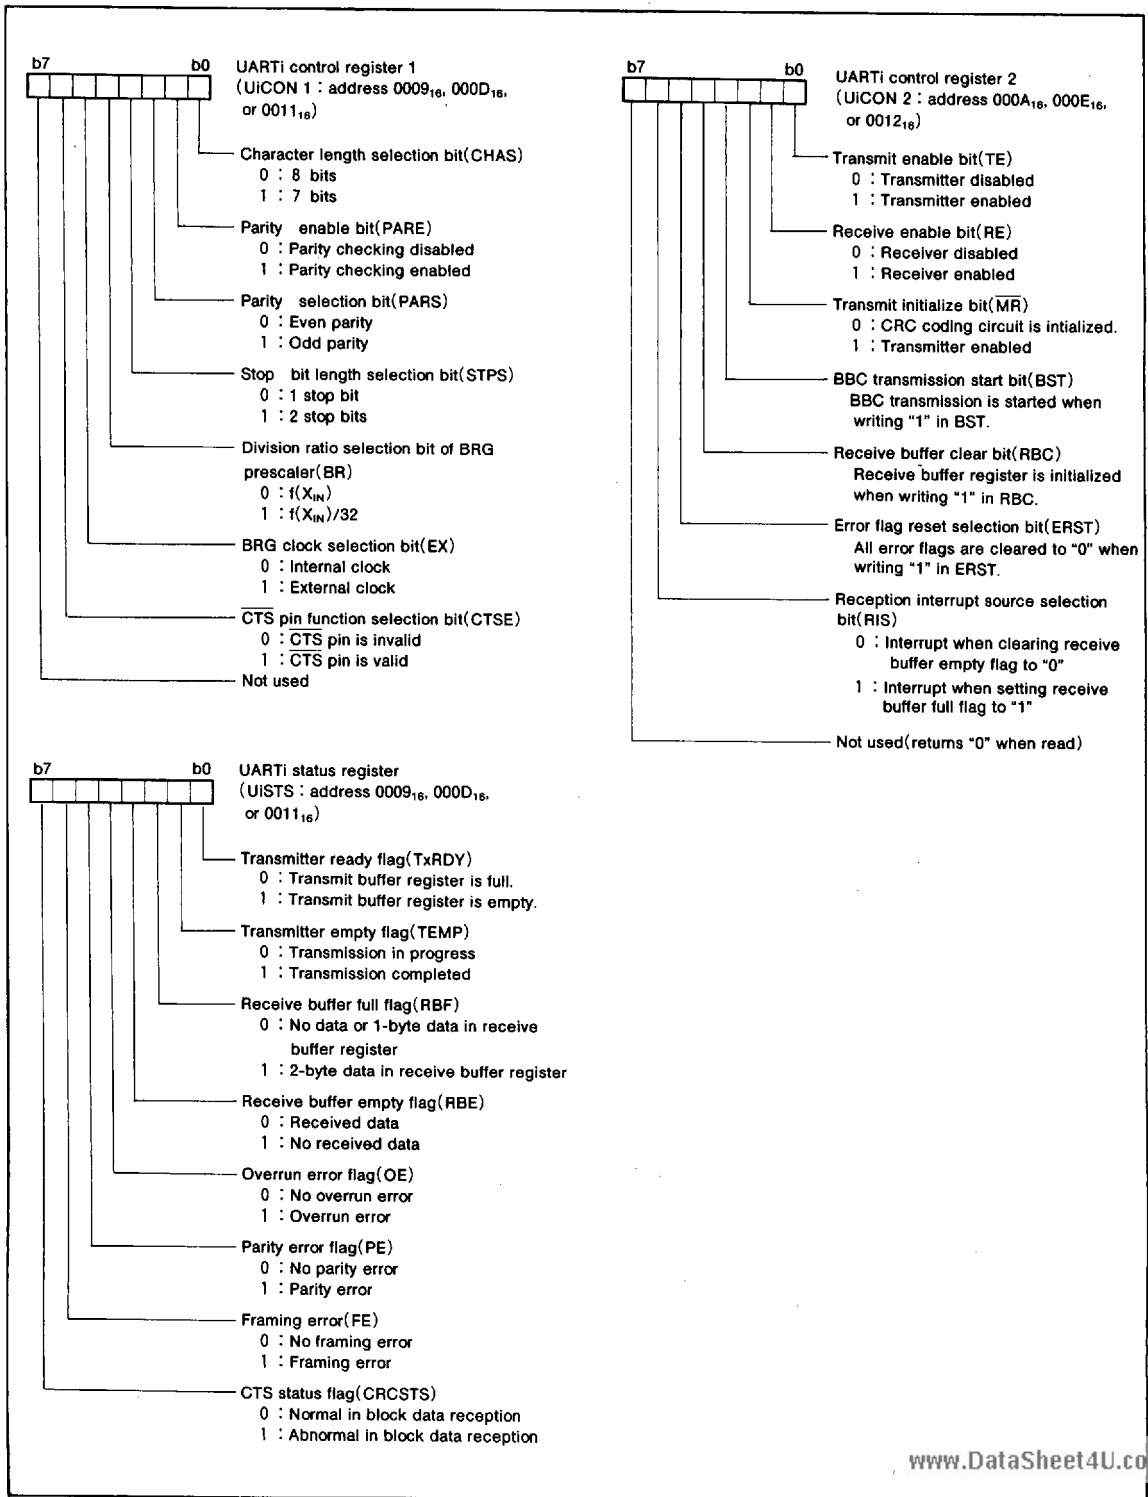 b7 b0
UARTi control register 1
(UiCON 1 : address 0009₁₆, 000D₁₆,
or 0011₁₆)
Character length selection bit(CHAS)
0 : 8 bits
1 : 7 bits
Parity enable bit(PARE)
0 : Parity checking disabled
1 : Parity checking enabled
Parity selection bit(PARS)
0 : Even parity
1 : Odd parity
Stop bit length selection bit(STPS)
0 : 1 stop bit
1 : 2 stop bits
Division ratio selection bit of BRG
prescaler(BR)
0 : f(X_IN)
1 : f(X_IN)/32
BRG clock selection bit(EX)
0 : Internal clock
1 : External clock
C̅T̅S̅ pin function selection bit(CTSE)
0 : C̅T̅S̅ pin is invalid
1 : C̅T̅S̅ pin is valid
Not used
b7 b0
UARTi control register 2
(UiCON 2 : address 000A₁₆, 000E₁₆,
or 0012₁₆)
Transmit enable bit(TE)
0 : Transmitter disabled
1 : Transmitter enabled
Receive enable bit(RE)
0 : Receiver disabled
1 : Receiver enabled
Transmit initialize bit(M̅R̅)
0 : CRC coding circuit is intialized.
1 : Transmitter enabled
BBC transmission start bit(BST)
BBC transmission is started when
writing "1" in BST.
Receive buffer clear bit(RBC)
Receive buffer register is initialized
when writing "1" in RBC.
Error flag reset selection bit(ERST)
All error flags are cleared to "0" when
writing "1" in ERST.
Reception interrupt source selection
bit(RIS)
0 : Interrupt when clearing receive
buffer empty flag to "0"
1 : Interrupt when setting receive
buffer full flag to "1"
Not used(returns "0" when read)
b7 b0
UARTi status register
(UiSTS : address 0009₁₆, 000D₁₆,
or 0011₁₆)
Transmitter ready flag(TxRDY)
0 : Transmit buffer register is full.
1 : Transmit buffer register is empty.
Transmitter empty flag(TEMP)
0 : Transmission in progress
1 : Transmission completed
Receive buffer full flag(RBF)
0 : No data or 1-byte data in receive
buffer register
1 : 2-byte data in receive buffer register
Receive buffer empty flag(RBE)
0 : Received data
1 : No received data
Overrun error flag(OE)
0 : No overrun error
1 : Overrun error
Parity error flag(PE)
0 : No parity error
1 : Parity error
Framing error(FE)
0 : No framing error
1 : Framing error
CTS status flag(CRCSTS)
0 : Normal in block data reception
1 : Abnormal in block data reception
www.DataSheet4U.co